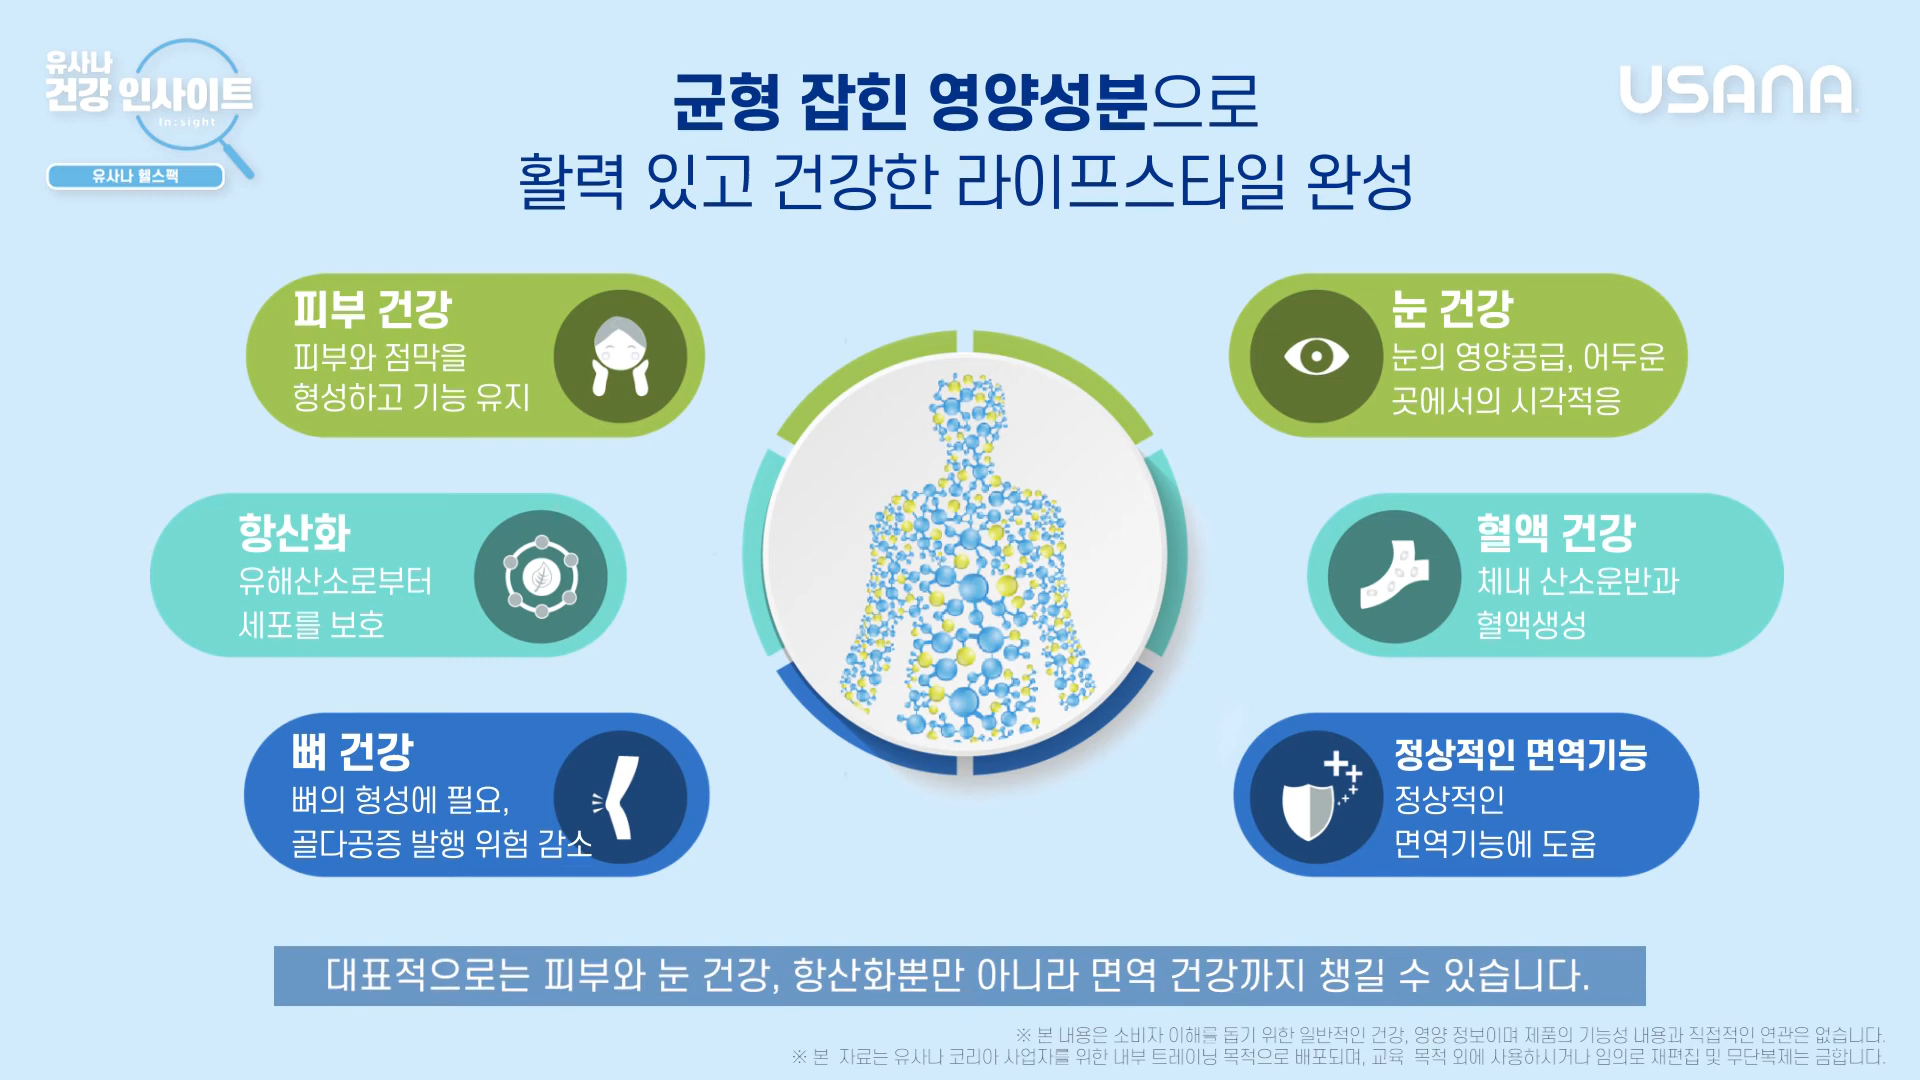 유사나
건강 인사이트
In:sight
유사나 헬스팩
USANA
균형 잡힌 영양성분으로
활력 있고 건강한 라이프스타일 완성
피부 건강
피부와 점막을
형성하고 기능 유지
눈 건강
눈의 영양공급, 어두운
곳에서의 시각적응
항산화
유해산소로부터
세포를 보호
혈액 건강
체내 산소운반과
혈액생성
뼈 건강
뼈의 형성에 필요,
골다공증 발행 위험 감소
정상적인 면역기능
정상적인
면역기능에 도움
대표적으로는 피부와 눈 건강, 항산화뿐만 아니라 면역 건강까지 챙길 수 있습니다.
※ 본 내용은 소비자 이해를 돕기 위한 일반적인 건강, 영양 정보이며 제품의 기능성 내용과 직접적인 연관은 없습니다.
※ 본 자료는 유사나 코리아 사업자를 위한 내부 트레이닝 목적으로 배포되며, 교육 목적 외에 사용하시거나 임의로 재편집 및 무단복제는 금합니다.